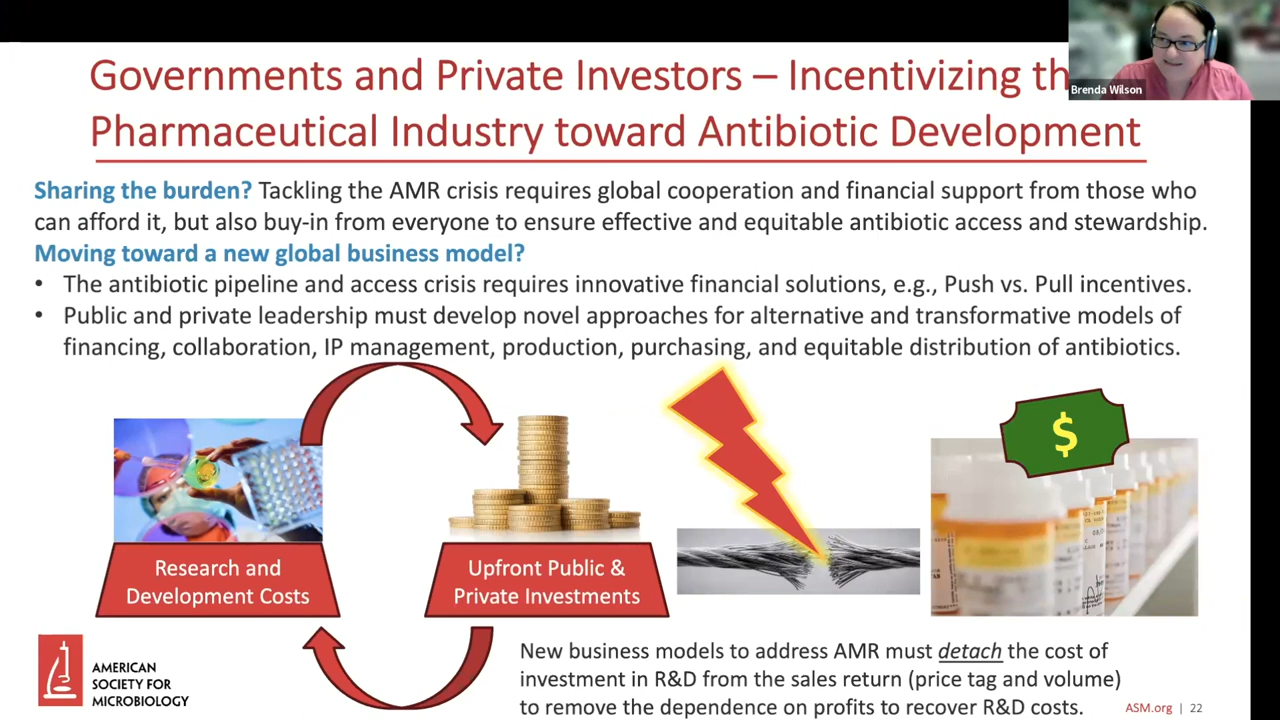 Governments and Private Investors – Incentivizing th
Pharmaceutical Industry toward Antibiotic Development
Brenda Wilson
Sharing the burden? Tackling the AMR crisis requires global cooperation and financial support from those who
can afford it, but also buy-in from everyone to ensure effective and equitable antibiotic access and stewardship.
Moving toward a new global business model?
• The antibiotic pipeline and access crisis requires innovative financial solutions, e.g., Push vs. Pull incentives.
• Public and private leadership must develop novel approaches for alternative and transformative models of
financing, collaboration, IP management, production, purchasing, and equitable distribution of antibiotics.
$
Research and
Development Costs
Upfront Public &
Private Investments
New business models to address AMR must detach the cost of
investment in R&D from the sales return (price tag and volume)
to remove the dependence on profits to recover R&D costs.
AMERICAN
SOCIETY FOR
MICROBIOLOGY
ASM.org | 22